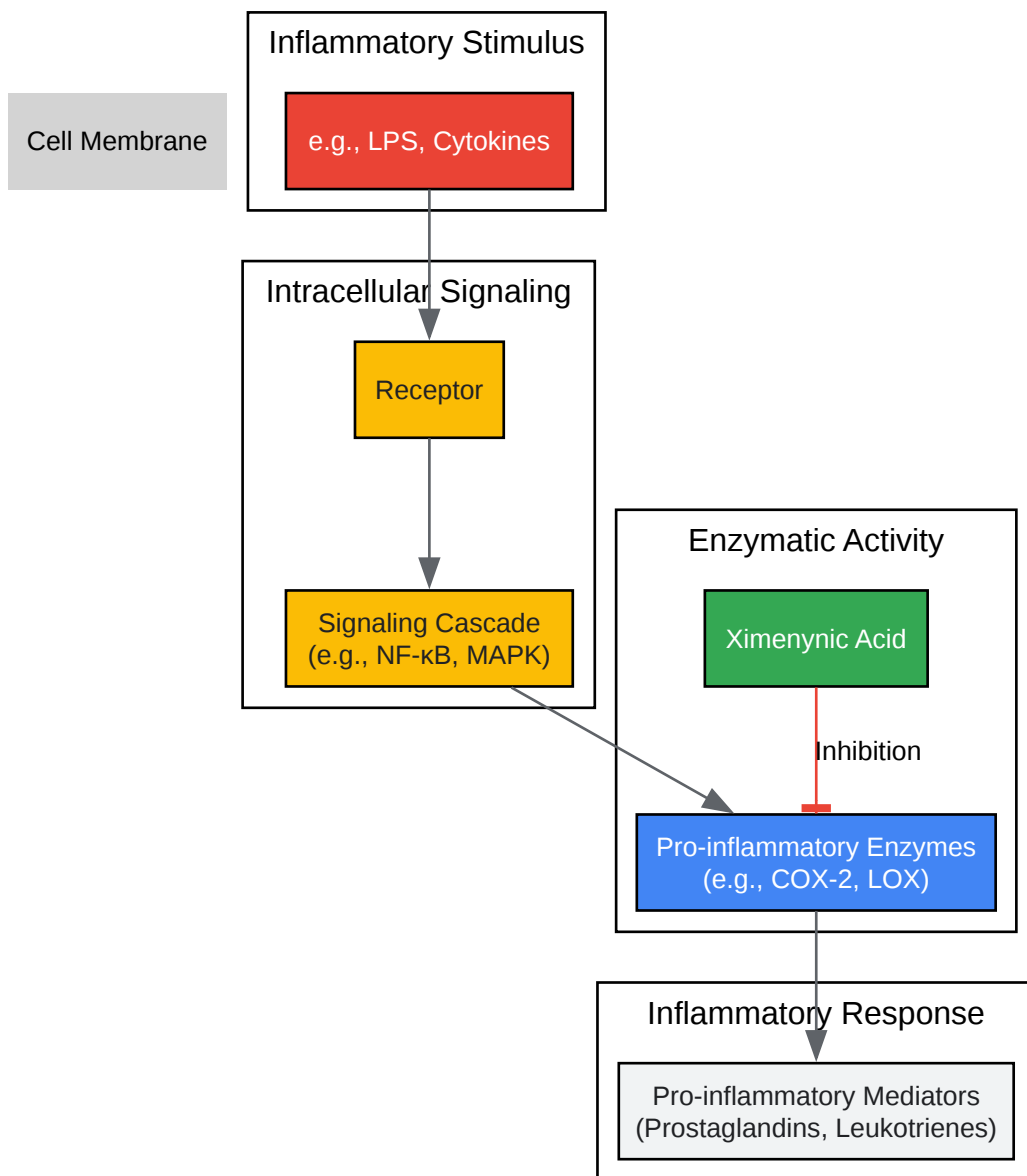 Inflammatory Stimulus
Cell Membrane
e.g., LPS, Cytokines
Intracellular Signaling
Receptor
Enzymatic Activity
Signaling Cascade
(e.g., NF-κB, MAPK)
Ximenynic Acid
Inhibition
Pro-inflammatory Enzymes
(e.g., COX-2, LOX)
Inflammatory Response
Pro-inflammatory Mediators
(Prostaglandins, Leukotrienes)